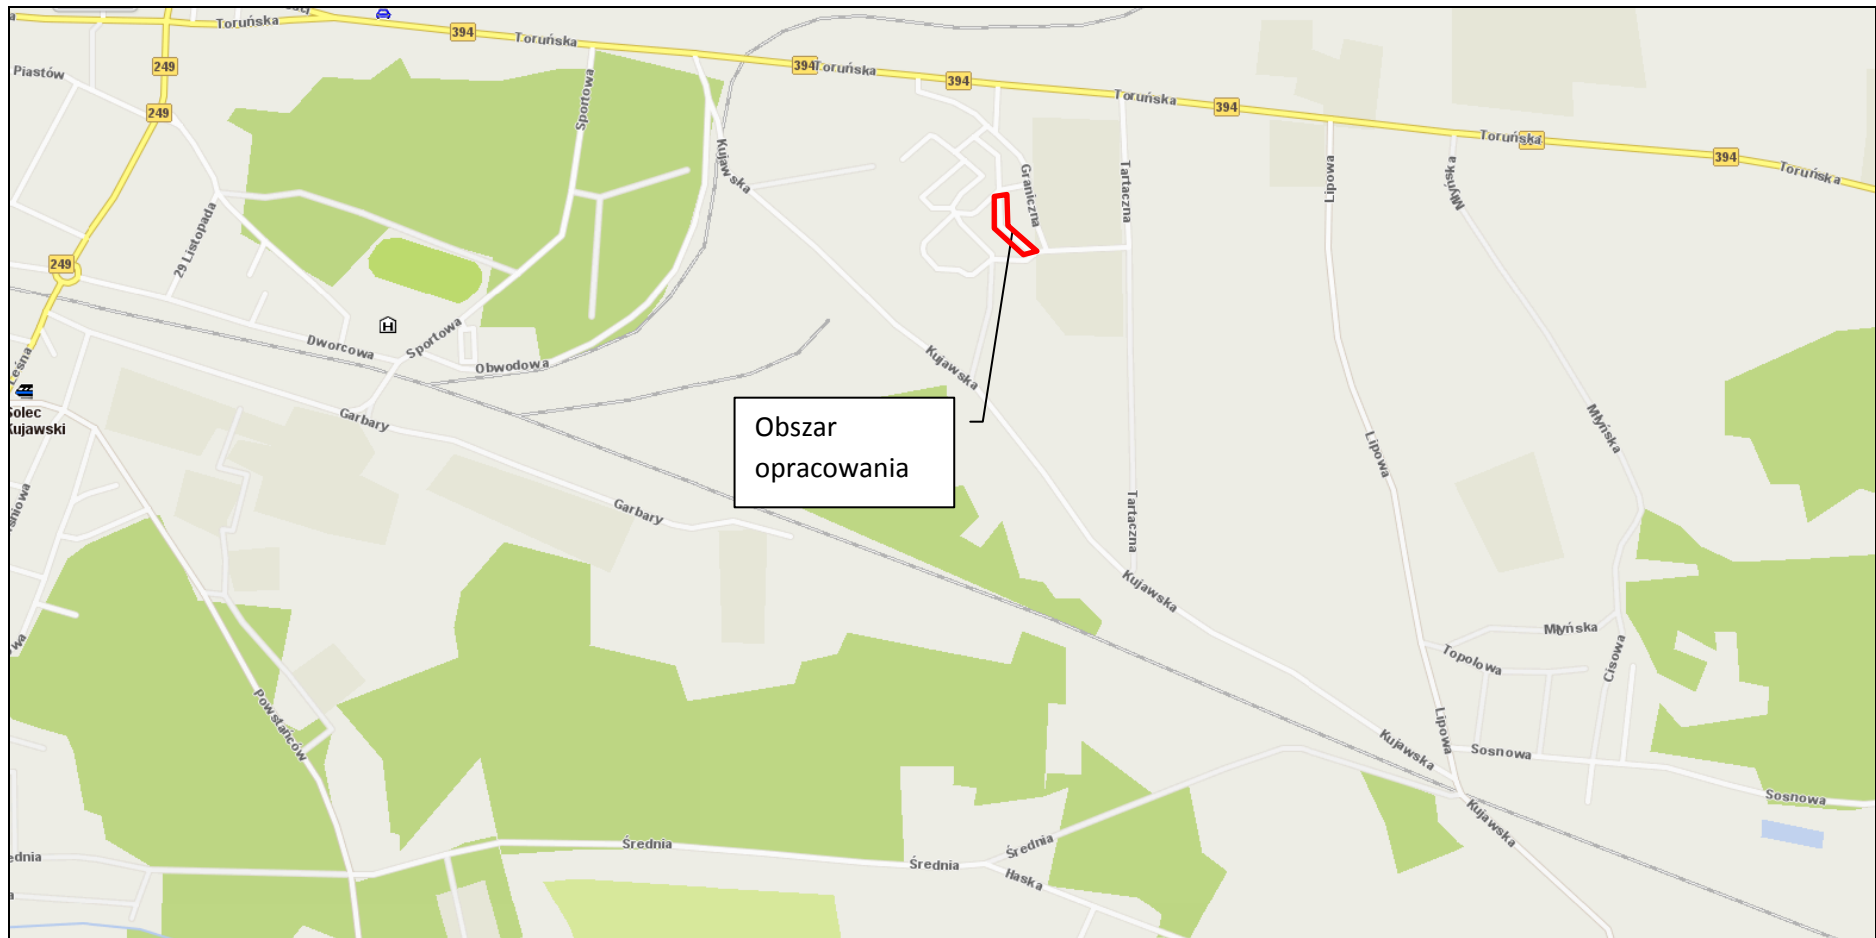 Toruńska
394
Toruńska
394
Toruńska
394
Toruńska
394
Toruńska
394
Toruńska
Piastów
249
249
249
29 Listopada
Sportowa
Kujawska
Graniczna
Tartaczna
Lipowa
Młyńska
Leśna
Solec
Kujawski
Dworcowa
Sportowa
Obwodowa
Garbary
Garbary
Kujawska
Obszar
opracowania
Tartaczna
Lipowa
Młyńska
Kujawska
Młyńska
Topolowa
Cisowa
Powstańców
Lipowa
Kujawska
Sosnowa
Sosnowa
Kujawska
Średnia
Średnia
Średnia
Haska
ednia
H